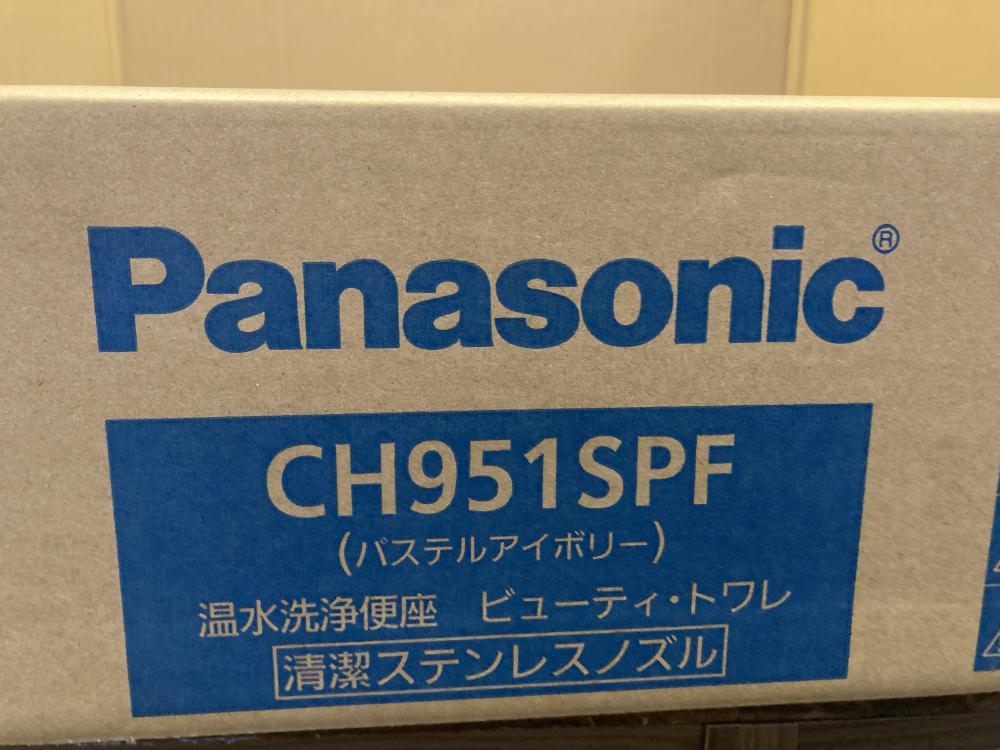 Panasonic®
CH951SPF
(パステルアイボリー)
温水洗浄便座 ビューティ・トワレ
清潔ステンレスノズル